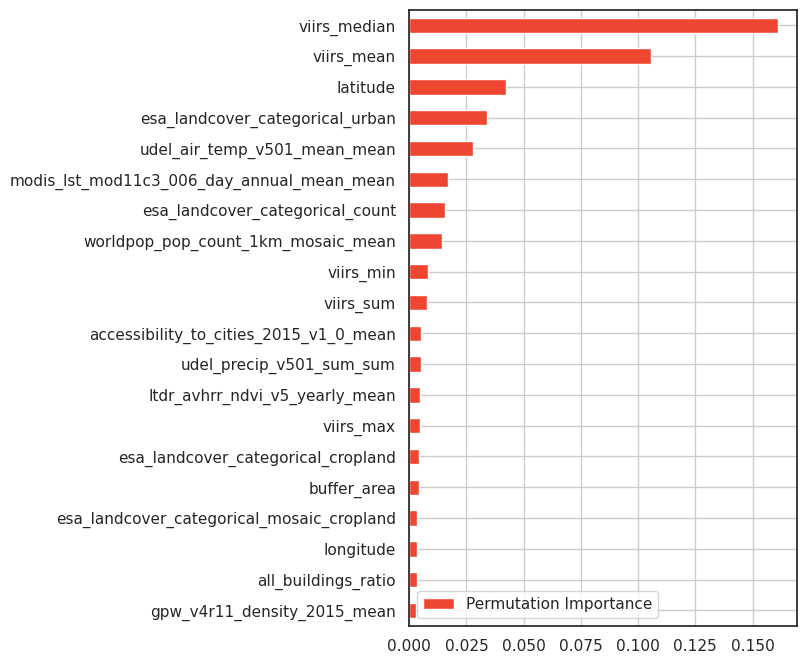 viirs_median
viirs_mean
latitude
esa_landcover_categorical_urban
udel_air_temp_v501_mean_mean
modis_lst_mod11c3_006_day_annual_mean_mean
esa_landcover_categorical_count
worldpop_pop_count_1km_mosaic_mean
viirs_min
viirs_sum
accessibility_to_cities_2015_v1_0_mean
udel_precip_v501_sum_sum
ltdr_avhrr_ndvi_v5_yearly_mean
viirs_max
esa_landcover_categorical_cropland
buffer_area
esa_landcover_categorical_mosaic_cropland
longitude
all_buildings_ratio
gpw_v4r11_density_2015_mean
Permutation Importance
0.000 0.025 0.050 0.075 0.100 0.125 0.150